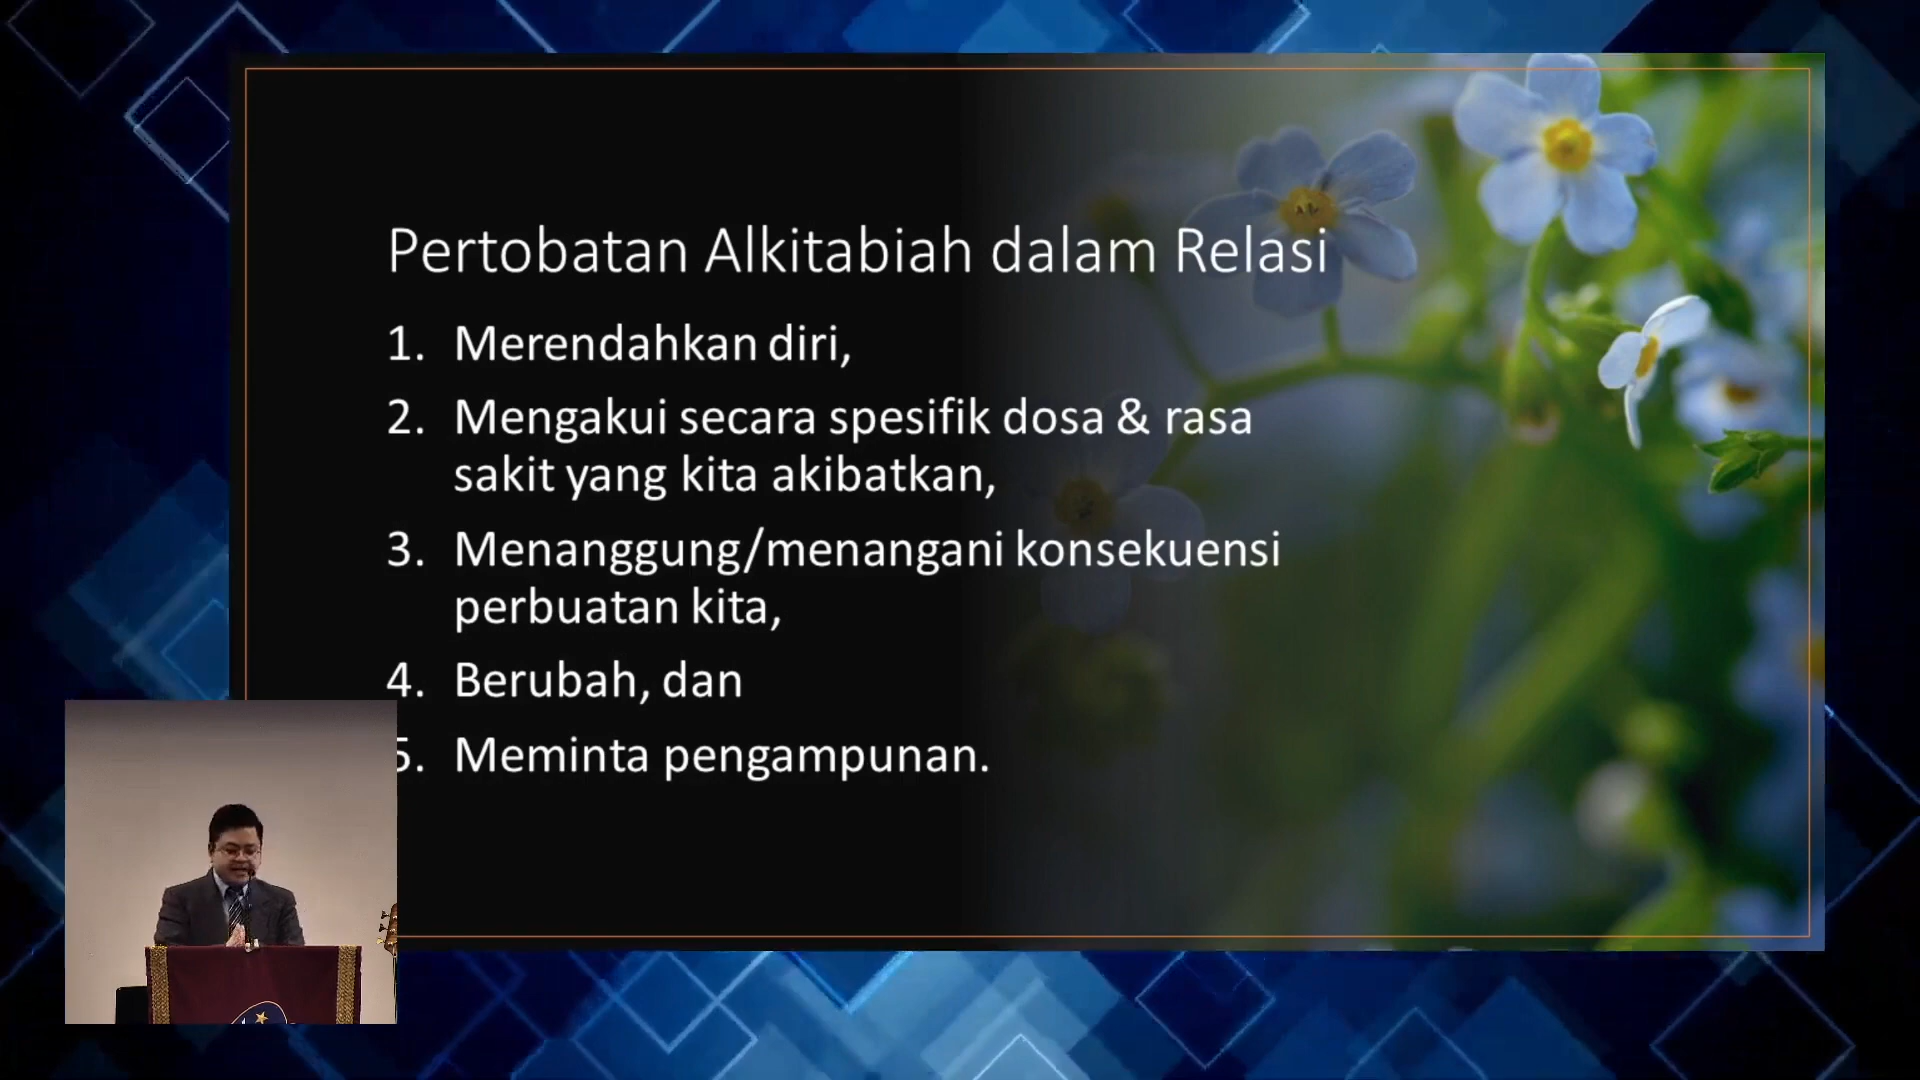 Pertobatan Alkitabiah dalam Relasi
1. Merendahkan diri,
2. Mengakui secara spesifik dosa & rasa
sakit yang kita akibatkan,
3. Menanggung/menangani konsekuensi
perbuatan kita,
4. Berubah, dan
5. Meminta pengampunan.